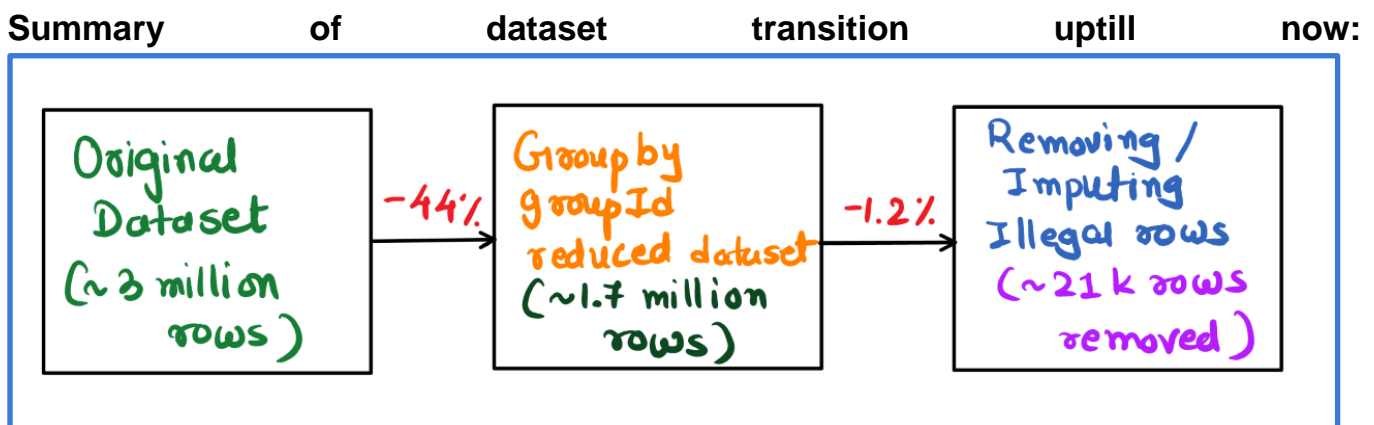 Summary of dataset transition uptill now:
Original
Dataset
(~3 million
rows)
-44%
Group by
groupId
reduced dataset
(~1.7 million
rows)
-1.2%
Removing /
Imputing
Illegal rows
(~21k rows
removed)